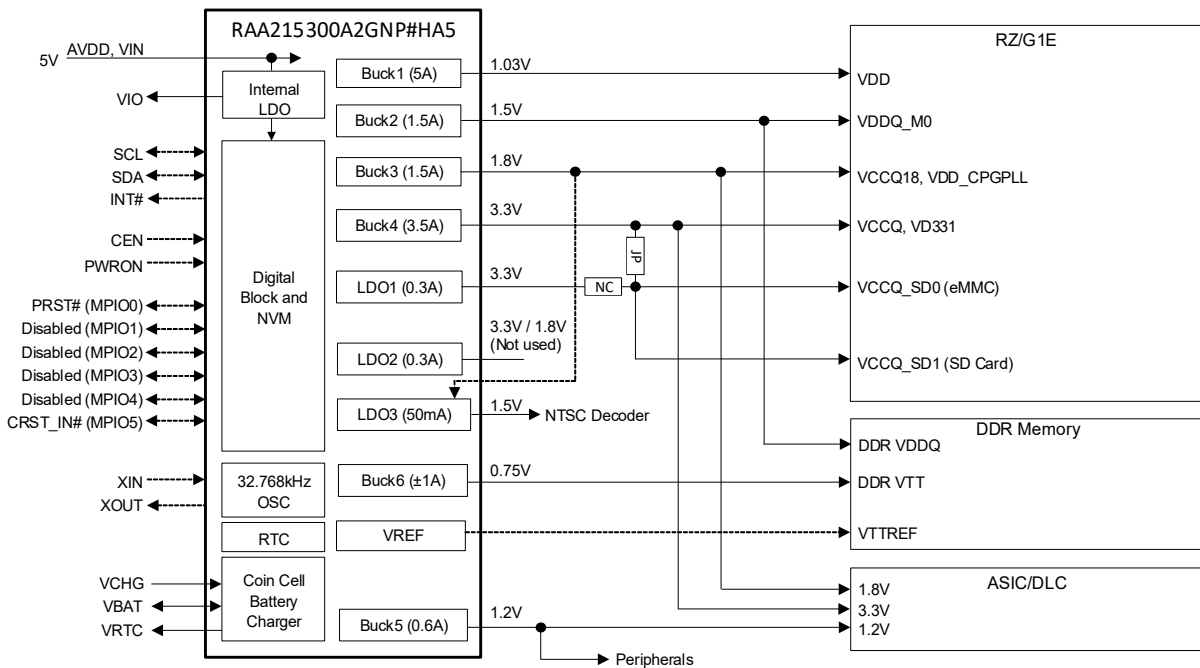 RAA215300A2GNP#HA5
5V
AVDD, VIN
VIO
SCL
SDA
INT#
CEN
PWRON
PRST# (MPIO0)
Disabled (MPIO1)
Disabled (MPIO2)
Disabled (MPIO3)
Disabled (MPIO4)
CRST_IN# (MPIO5)
XIN
XOUT
VCHG
VBAT
VRTC
Internal
LDO
Digital
Block and
NVM
32.768kHz
OSC
RTC
Coin Cell
Battery
Charger
Buck1 (5A)
1.03V
Buck2 (1.5A)
1.5V
Buck3 (1.5A)
1.8V
Buck4 (3.5A)
3.3V
JP
LDO1 (0.3A)
3.3V
NC
LDO2 (0.3A)
3.3V / 1.8V
(Not used)
LDO3 (50mA)
1.5V
NTSC Decoder
Buck6 (±1A)
0.75V
VREF
Buck5 (0.6A)
1.2V
Peripherals
RZ/G1E
VDD
VDDQ_M0
VCCQ18, VDD_CPGPLL
VCCQ, VD331
VCCQ_SD0 (eMMC)
VCCQ_SD1 (SD Card)
DDR Memory
DDR VDDQ
DDR VTT
VTTREF
ASIC/DLC
1.8V
3.3V
1.2V